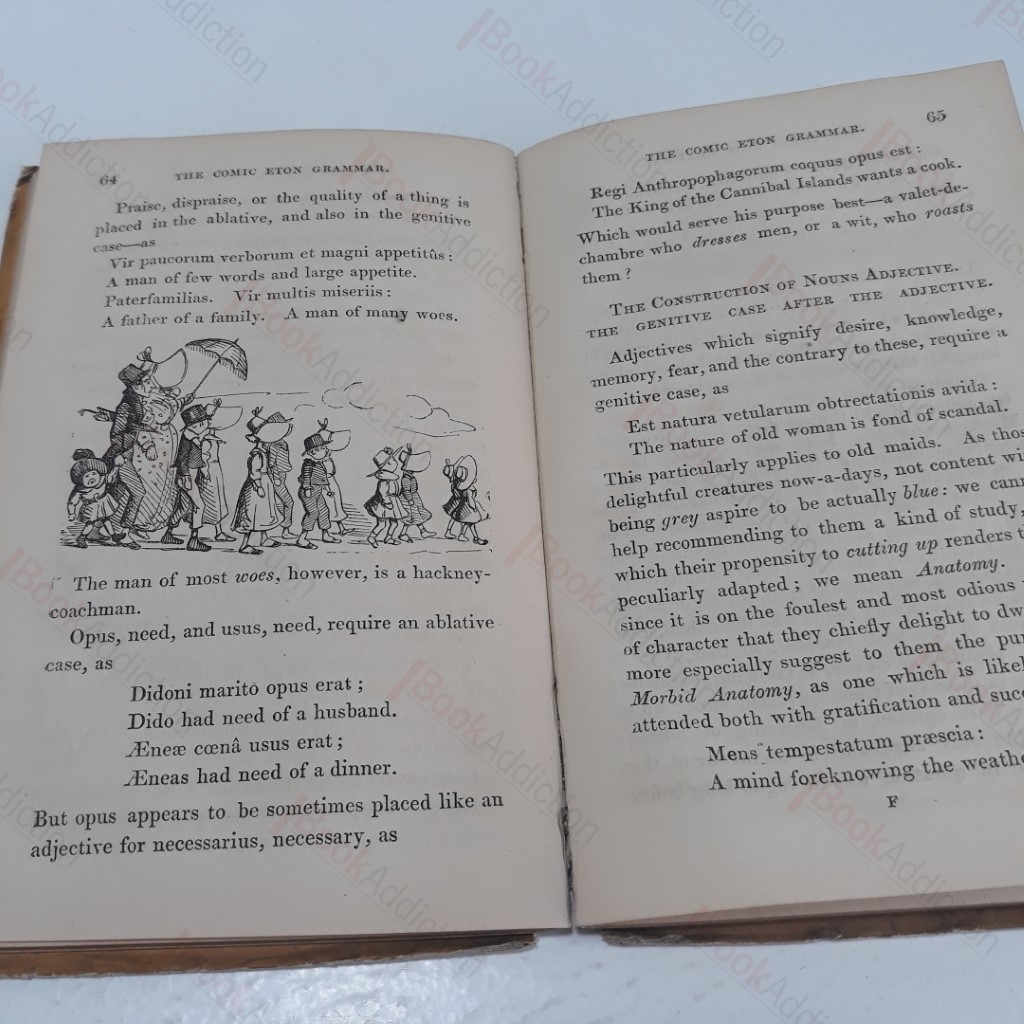 64 THE COMIC ETON GRAMMAR.
Praise, dispraise, or the quality of a thing is
placed in the ablative, and also in the genitive
case—as
Vir paucorum verborum et magni appetitûs :
A man of few words and large appetite.
Paterfamilias. Vir multis miseriis :
A father of a family. A man of many woes.
The man of most woes, however, is a hackney-
coachman.
Opus, need, and usus, need, require an ablative
case, as
Didoni marito opus erat ;
Dido had need of a husband.
Æneæ cœnâ usus erat ;
Æneas had need of a dinner.
But opus appears to be sometimes placed like an
adjective for necessarius, necessary, as
THE COMIC ETON GRAMMAR. 65
Regi Anthropophagorum coquus opus est :
The King of the Cannibal Islands wants a cook.
Which would serve his purpose best—a valet-de-
chambre who dresses men, or a wit, who roasts
them ?
THE CONSTRUCTION OF NOUNS ADJECTIVE.
THE GENITIVE CASE AFTER THE ADJECTIVE.
Adjectives which signify desire, knowledge,
memory, fear, and the contrary to these, require a
genitive case, as
Est natura vetularum obtrectationis avida :
The nature of old woman is fond of scandal.
This particularly applies to old maids. As thos
delightful creatures now-a-days, not content wi
being grey aspire to be actually blue : we cann
help recommending to them a kind of study,
which their propensity to cutting up renders t
peculiarly adapted ; we mean Anatomy.
since it is on the foulest and most odious
of character that they chiefly delight to dw
more especially suggest to them the pur
Morbid Anatomy, as one which is likel
attended both with gratification and succ
Mens tempestatum præscia :
A mind foreknowing the weathe
F
BookAddiction